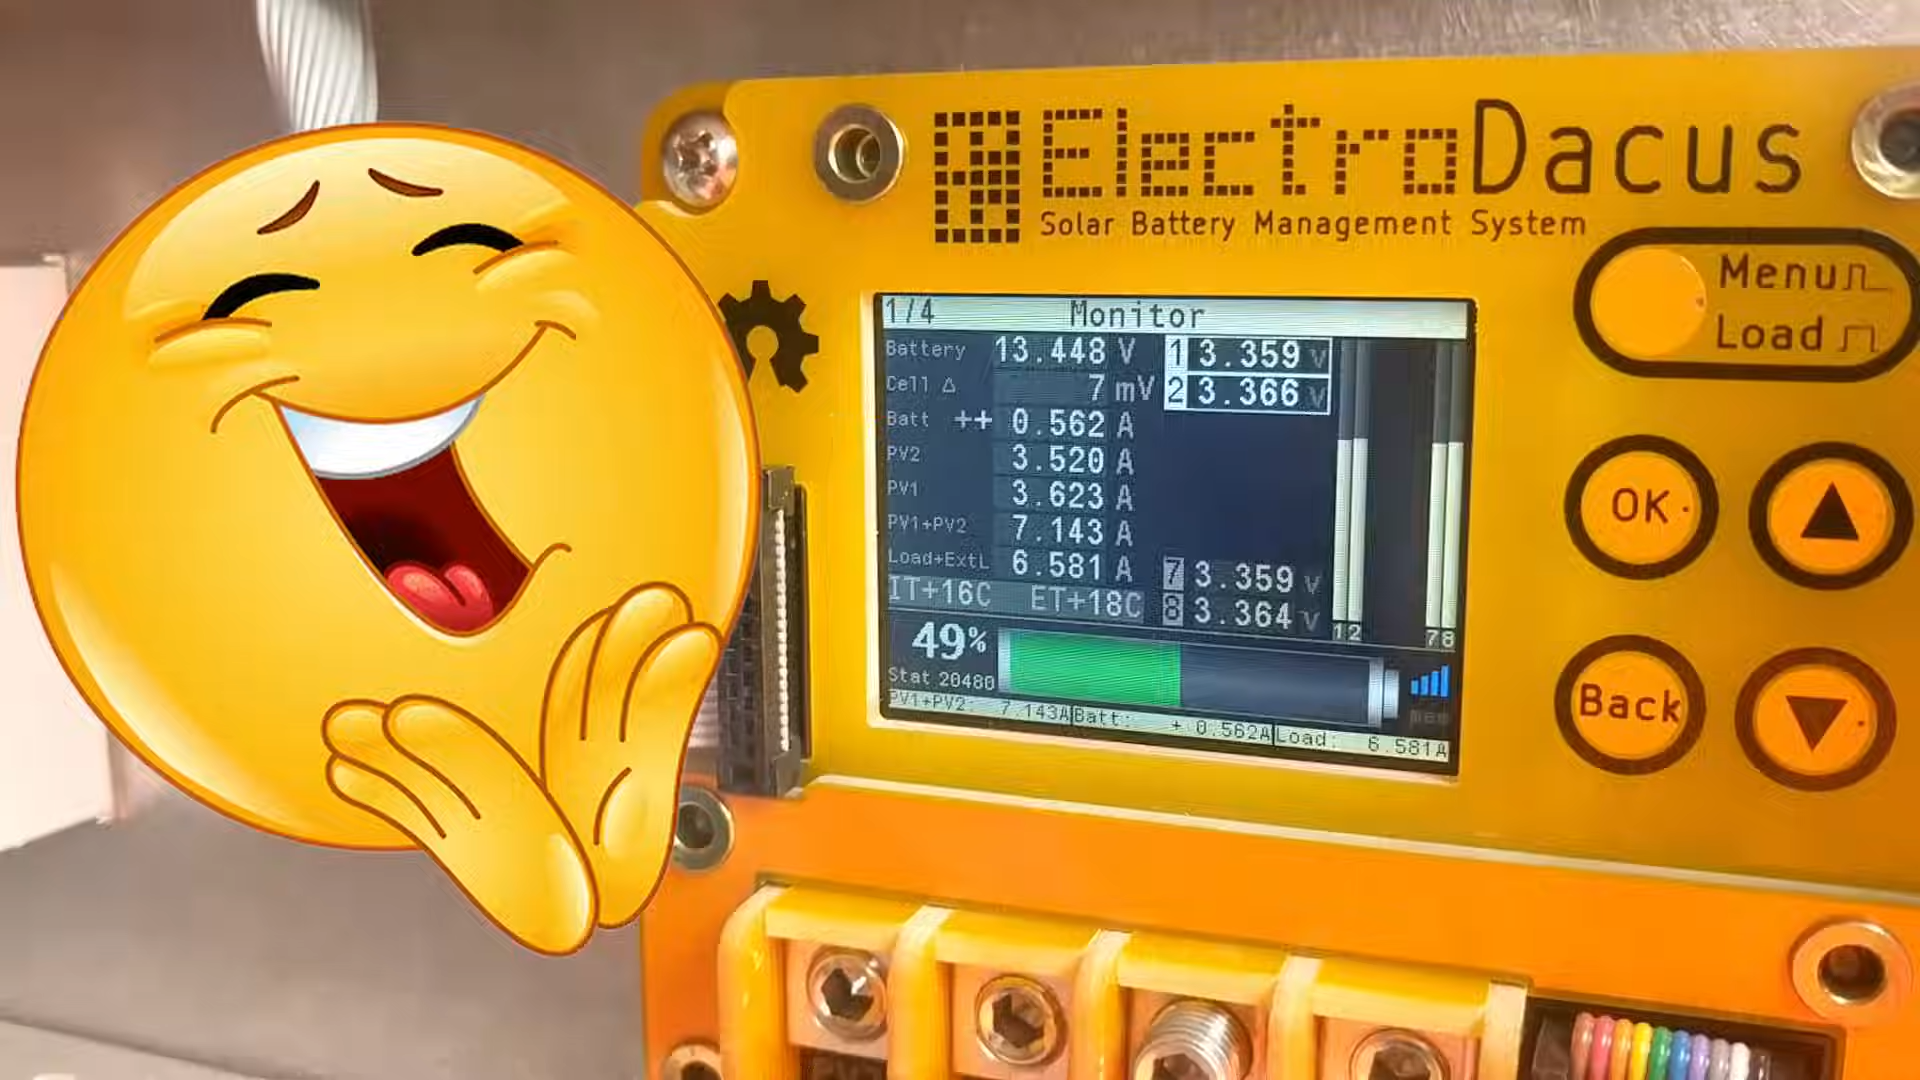 ElectroDacus
Solar Battery Management System
Menu
Load
1/4 Monitor
Battery 13.448 V 1 3.359 V
Cell Δ 7 mV 2 3.366 V
Batt ++ 0.562 A
PV2 3.520 A
PV1 3.623 A
PV1+PV2 7.143 A
Load+ExtL 6.581 A 7 3.359 V
IT+16C ET+18C 8 3.364 V
12 78
49%
Stat 20480
PV1+PV2: 7.143A Batt: + 0.562A Load: 6.581A
OK
Back